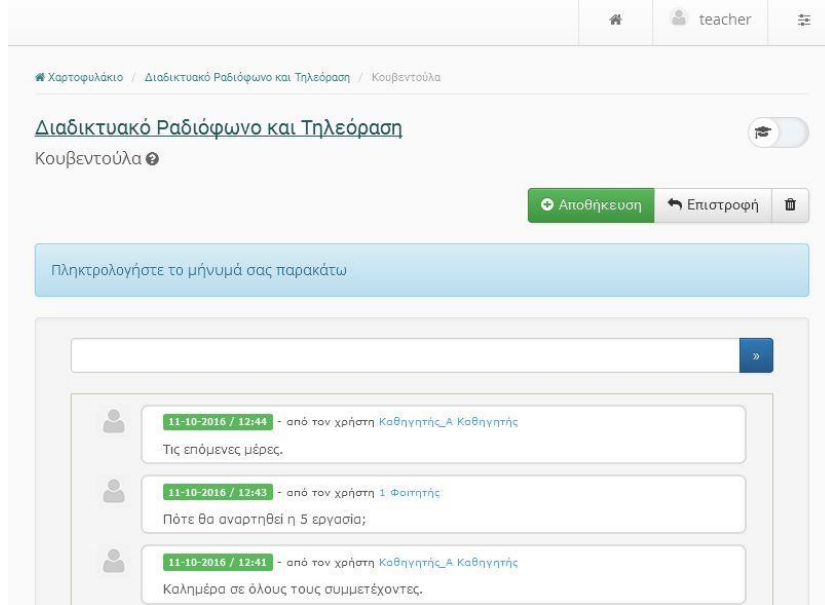 teacher
Χαρτοφυλάκιο / Διαδικτυακό Ραδιόφωνο και Τηλεόραση / Κουβεντούλα
Διαδικτυακό Ραδιόφωνο και Τηλεόραση
Κουβεντούλα
Αποθήκευση Επιστροφή
Πληκτρολογήστε το μήνυμά σας παρακάτω
»
11-10-2016 / 12:44 - από τον χρήστη Καθηγητής_Α Καθηγητής
Τις επόμενες μέρες.
11-10-2016 / 12:43 - από τον χρήστη 1 Φοιτητής
Πότε θα αναρτηθεί η 5 εργασία;
11-10-2016 / 12:41 - από τον χρήστη Καθηγητής_Α Καθηγητής
Καλημέρα σε όλους τους συμμετέχοντες.